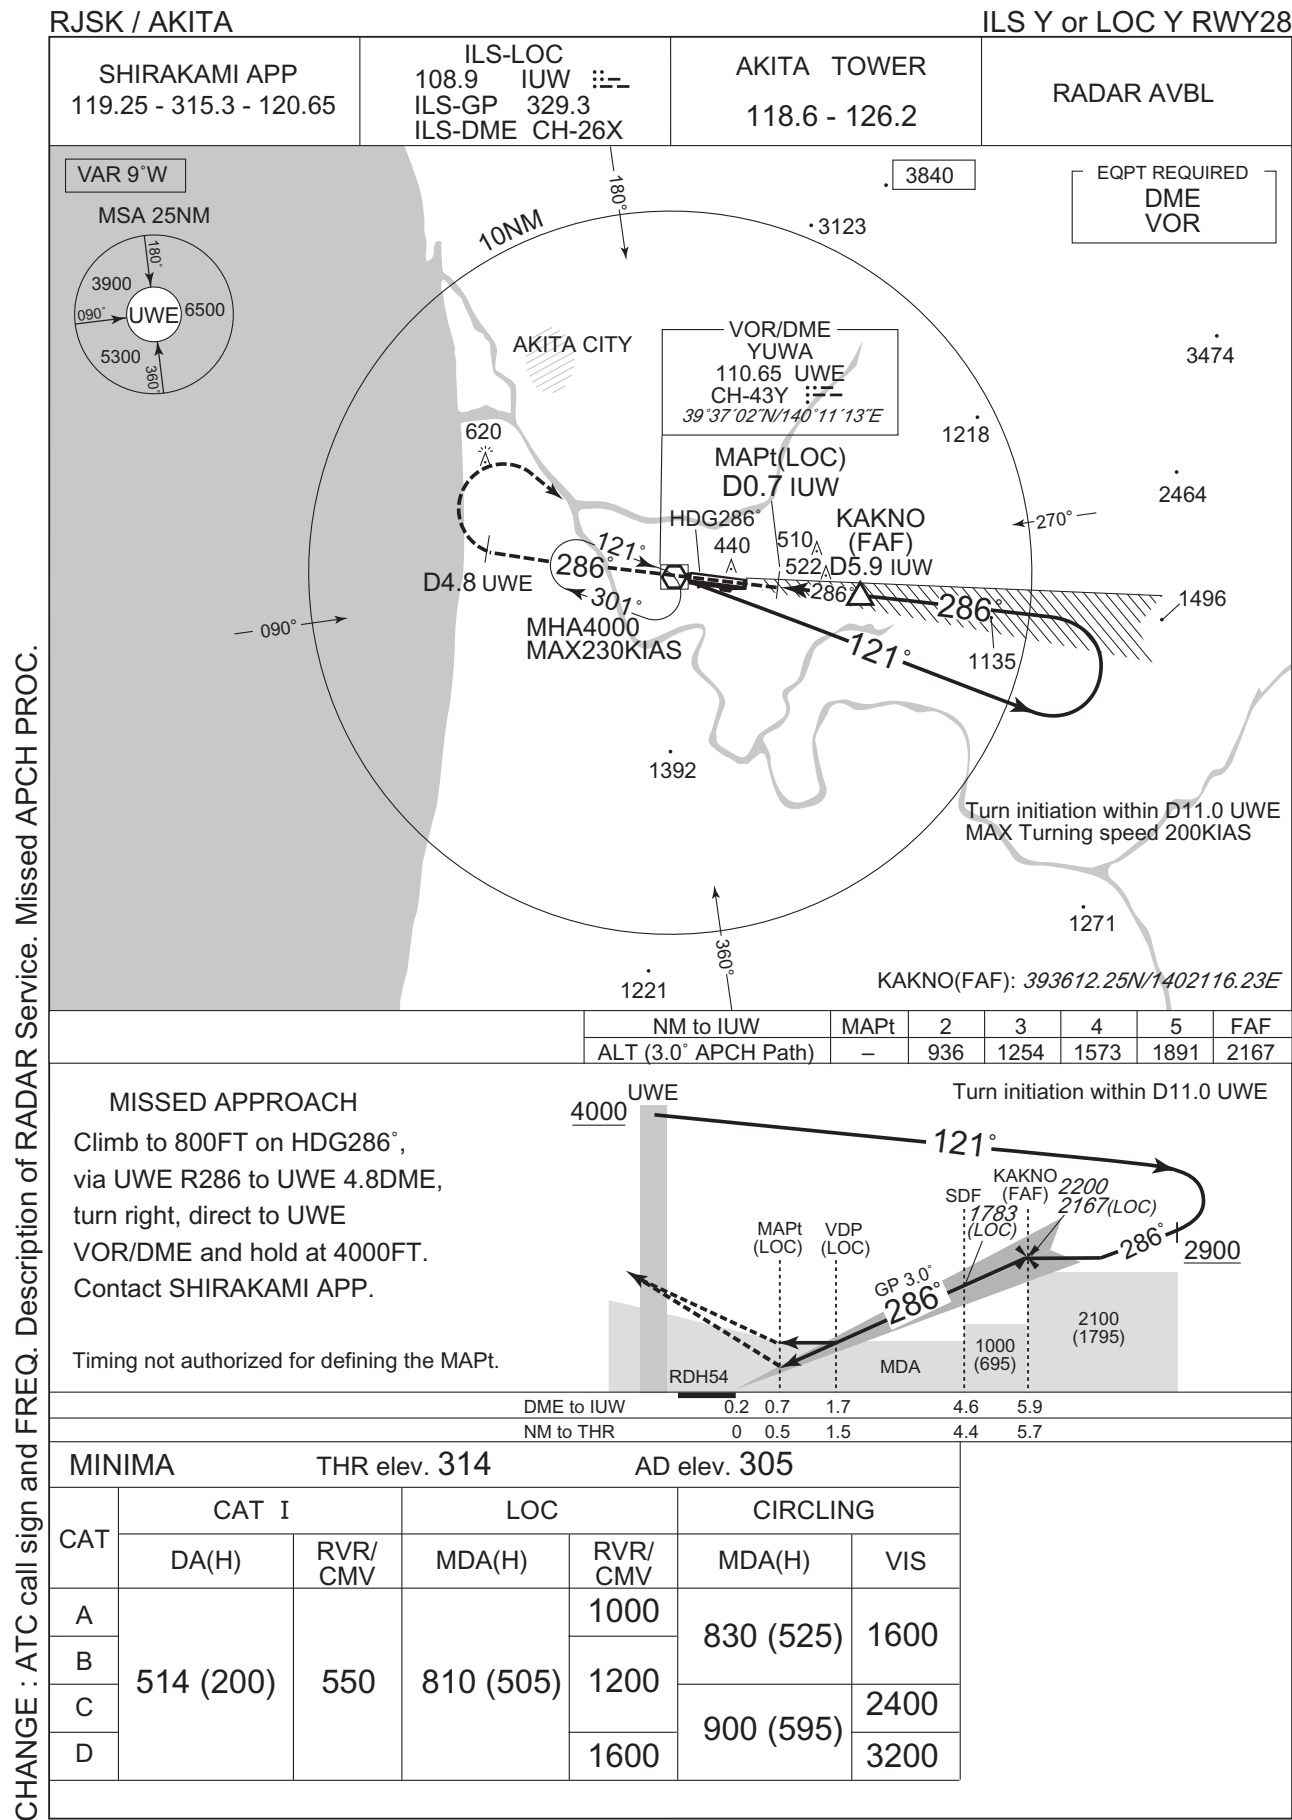 RJSK / AKITA
ILS Y or LOC Y RWY28
SHIRAKAMI APP
119.25 - 315.3 - 120.65
ILS-LOC
108.9 IUW
ILS-GP 329.3
ILS-DME CH-26X
AKITA TOWER
118.6 - 126.2
RADAR AVBL
VAR 9°W
MSA 25NM
180°
3900
090°
UWE
6500
5300
360°
180°
10NM
3840
3123
EQPT REQUIRED
DME
VOR
AKITA CITY
VOR/DME
YUWA
110.65 UWE
CH-43Y
39°37´02˝N/140°11´13˝E
3474
1218
620
MAPt(LOC)
D0.7 IUW
2464
HDG286°
KAKNO
(FAF)
270°
121°
440
510
286°
522
D5.9 IUW
D4.8 UWE
286°
286°
301°
1496
090°
MHA4000
MAX230KIAS
121°
1135
1392
Turn initiation within D11.0 UWE
MAX Turning speed 200KIAS
1271
360°
1221
KAKNO(FAF): 393612.25N/1402116.23E
NM to IUW MAPt 2 3 4 5 FAF
ALT (3.0° APCH Path) – 936 1254 1573 1891 2167
MISSED APPROACH
Climb to 800FT on HDG286°,
via UWE R286 to UWE 4.8DME,
turn right, direct to UWE
VOR/DME and hold at 4000FT.
Contact SHIRAKAMI APP.
Timing not authorized for defining the MAPt.
UWE
Turn initiation within D11.0 UWE
4000
121°
KAKNO
(FAF)
2200
2167(LOC)
SDF
1783
(LOC)
MAPt
(LOC)
VDP
(LOC)
286°
2900
GP 3.0°
286°
2100
(1795)
1000
(695)
MDA
RDH54
DME to IUW 0.2 0.7 1.7 4.6 5.9
NM to THR 0 0.5 1.5 4.4 5.7
MINIMA THR elev. 314 AD elev. 305
CAT
CAT I
LOC
CIRCLING
DA(H)
RVR/
CMV
MDA(H)
RVR/
CMV
MDA(H)
VIS
A
B
C
D
514 (200)
550
810 (505)
1000
1200
1600
830 (525)
900 (595)
1600
2400
3200
CHANGE : ATC call sign and FREQ. Description of RADAR Service. Missed APCH PROC.